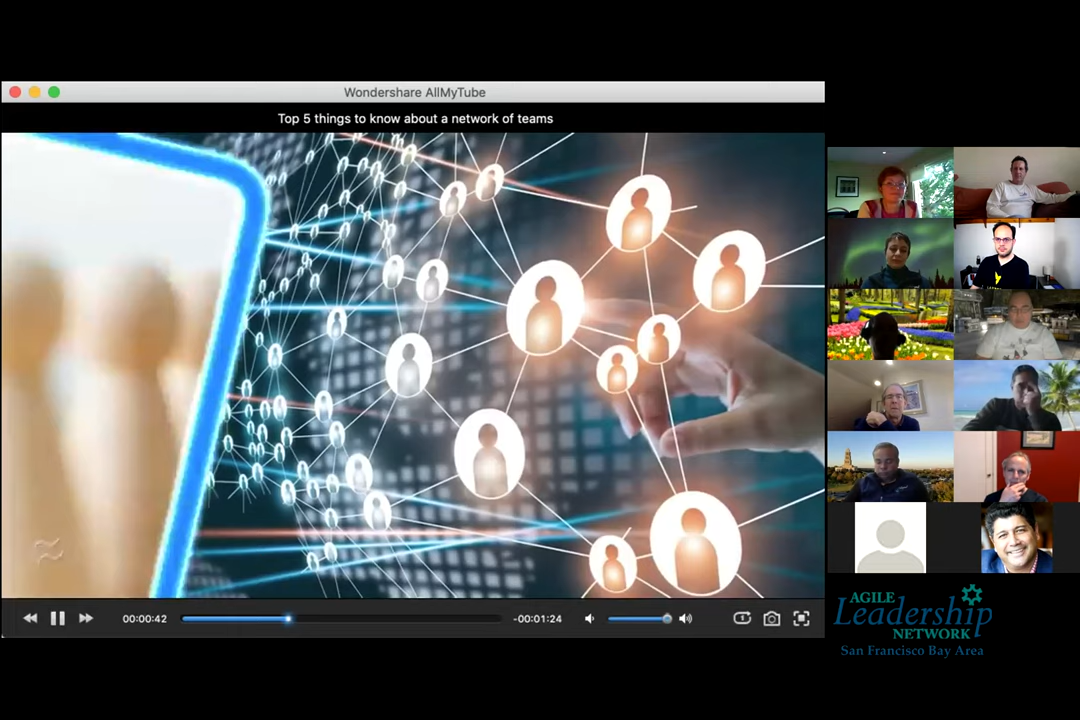 Wondershare AllMyTube
Top 5 things to know about a network of teams
00:00:42
-00:01:24
AGILE
Leadership
NETWORK
San Francisco Bay Area